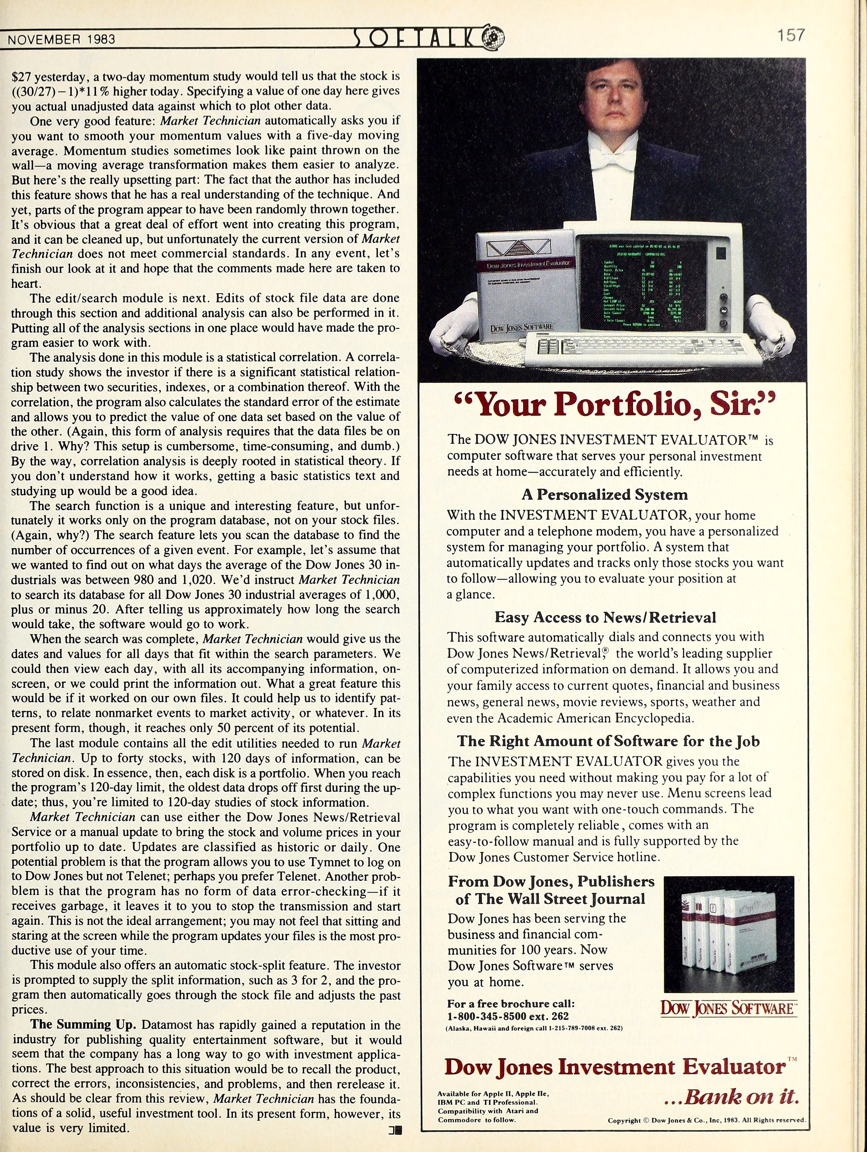 NOVEMBER 1983
SOFTALK
157
$27 yesterday, a two-day momentum study would tell us that the stock is
((30/27) – 1)*11% higher today. Specifying a value of one day here gives
you actual unadjusted data against which to plot other data.
One very good feature: Market Technician automatically asks you if
you want to smooth your momentum values with a five-day moving
average. Momentum studies sometimes look like paint thrown on the
wall—a moving average transformation makes them easier to analyze.
But here's the really upsetting part: The fact that the author has included
this feature shows that he has a real understanding of the technique. And
yet, parts of the program appear to have been randomly thrown together.
It's obvious that a great deal of effort went into creating this program,
and it can be cleaned up, but unfortunately the current version of Market
Technician does not meet commercial standards. In any event, let's
finish our look at it and hope that the comments made here are taken to
heart.
The edit/search module is next. Edits of stock file data are done
through this section and additional analysis can also be performed in it.
Putting all of the analysis sections in one place would have made the pro-
gram easier to work with.
The analysis done in this module is a statistical correlation. A correla-
tion study shows the investor if there is a significant statistical relation-
ship between two securities, indexes, or a combination thereof. With the
correlation, the program also calculates the standard error of the estimate
and allows you to predict the value of one data set based on the value of
the other. (Again, this form of analysis requires that the data files be on
drive 1. Why? This setup is cumbersome, time-consuming, and dumb.)
By the way, correlation analysis is deeply rooted in statistical theory. If
you don't understand how it works, getting a basic statistics text and
studying up would be a good idea.
The search function is a unique and interesting feature, but unfor-
tunately it works only on the program database, not on your stock files.
(Again, why?) The search feature lets you scan the database to find the
number of occurrences of a given event. For example, let's assume that
we wanted to find out on what days the average of the Dow Jones 30 in-
dustrials was between 980 and 1,020. We'd instruct Market Technician
to search its database for all Dow Jones 30 industrial averages of 1,000,
plus or minus 20. After telling us approximately how long the search
would take, the software would go to work.
When the search was complete, Market Technician would give us the
dates and values for all days that fit within the search parameters. We
could then view each day, with all its accompanying information, on-
screen, or we could print the information out. What a great feature this
would be if it worked on our own files. It could help us to identify pat-
terns, to relate nonmarket events to market activity, or whatever. In its
present form, though, it reaches only 50 percent of its potential.
The last module contains all the edit utilities needed to run Market
Technician. Up to forty stocks, with 120 days of information, can be
stored on disk. In essence, then, each disk is a portfolio. When you reach
the program's 120-day limit, the oldest data drops off first during the up-
date; thus, you're limited to 120-day studies of stock information.
Market Technician can use either the Dow Jones News/Retrieval
Service or a manual update to bring the stock and volume prices in your
portfolio up to date. Updates are classified as historic or daily. One
potential problem is that the program allows you to use Tymnet to log on
to Dow Jones but not Telenet; perhaps you prefer Telenet. Another prob-
lem is that the program has no form of data error-checking—if it
receives garbage, it leaves it to you to stop the transmission and start
again. This is not the ideal arrangement; you may not feel that sitting and
staring at the screen while the program updates your files is the most pro-
ductive use of your time.
This module also offers an automatic stock-split feature. The investor
is prompted to supply the split information, such as 3 for 2, and the pro-
gram then automatically goes through the stock file and adjusts the past
prices.
The Summing Up. Datamost has rapidly gained a reputation in the
industry for publishing quality entertainment software, but it would
seem that the company has a long way to go with investment applica-
tions. The best approach to this situation would be to recall the product,
correct the errors, inconsistencies, and problems, and then rerelease it.
As should be clear from this review, Market Technician has the founda-
tions of a solid, useful investment tool. In its present form, however, its
value is very limited.
Dow Jones Investment Evaluator
DOW JONES SOFTWARE
“Your Portfolio, Sir.”
The DOW JONES INVESTMENT EVALUATOR™ is
computer software that serves your personal investment
needs at home—accurately and efficiently.
A Personalized System
With the INVESTMENT EVALUATOR, your home
computer and a telephone modem, you have a personalized
system for managing your portfolio. A system that
automatically updates and tracks only those stocks you want
to follow—allowing you to evaluate your position at
a glance.
Easy Access to News/Retrieval
This software automatically dials and connects you with
Dow Jones News/Retrieval,® the world's leading supplier
of computerized information on demand. It allows you and
your family access to current quotes, financial and business
news, general news, movie reviews, sports, weather and
even the Academic American Encyclopedia.
The Right Amount of Software for the Job
The INVESTMENT EVALUATOR gives you the
capabilities you need without making you pay for a lot of
complex functions you may never use. Menu screens lead
you to what you want with one-touch commands. The
program is completely reliable, comes with an
easy-to-follow manual and is fully supported by the
Dow Jones Customer Service hotline.
From Dow Jones, Publishers
of The Wall Street Journal
Dow Jones has been serving the
business and financial com-
munities for 100 years. Now
Dow Jones Software™ serves
you at home.
For a free brochure call:
1-800-345-8500 ext. 262
(Alaska, Hawaii and foreign call 1-215-789-7008 ext. 262)
DOW JONES SOFTWARE™
Dow Jones Investment Evaluator™
...Bank on it.
Available for Apple II, Apple IIe,
IBM PC and TI Professional.
Compatibility with Atari and
Commodore to follow.
Copyright © Dow Jones & Co., Inc, 1983. All Rights reserved.